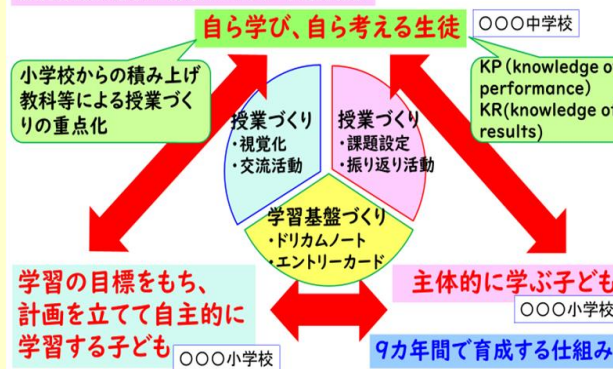 自ら学び、自ら考える生徒
〇〇〇中学校
小学校からの積み上げ
教科等による授業づく
りの重点化
KP(knowledge o
performance)
KR(knowledge of
results)
授業づくり
・視覚化
・交流活動
授業づくり
・課題設定
・振り返り活動
学習基盤づくり
・ドリカムノート
・エントリーカード
学習の目標をもち、
計画を立てて自主的に
学習する子ども
〇〇〇小学校
主体的に学ぶ子ども
〇〇〇小学校
9カ年間で育成する仕組み